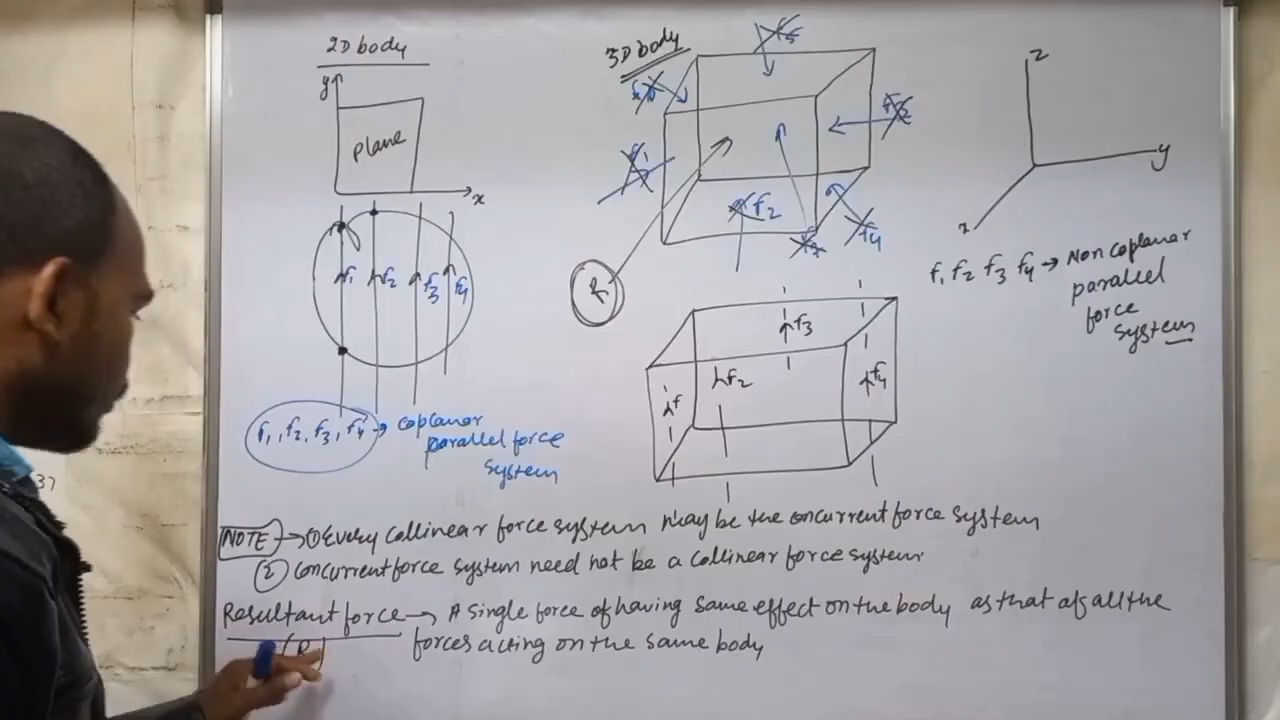 2D body
y
plane
x
f1 f2 f3 f4
f1, f2, f3, f4 → coplanar
parallel force
system
3D body
f5
f2
f4
R
z
y
x
f1 f2 f3 f4 → Non coplanar
parallel
force
system
f3
f f2 f4
37
NOTE → ① Every collinear force system may be the concurrent force system
② concurrent force system need not be a collinear force system
Resultant force → A single force of having same effect on the body as that of all the
(R) forces acting on the same body